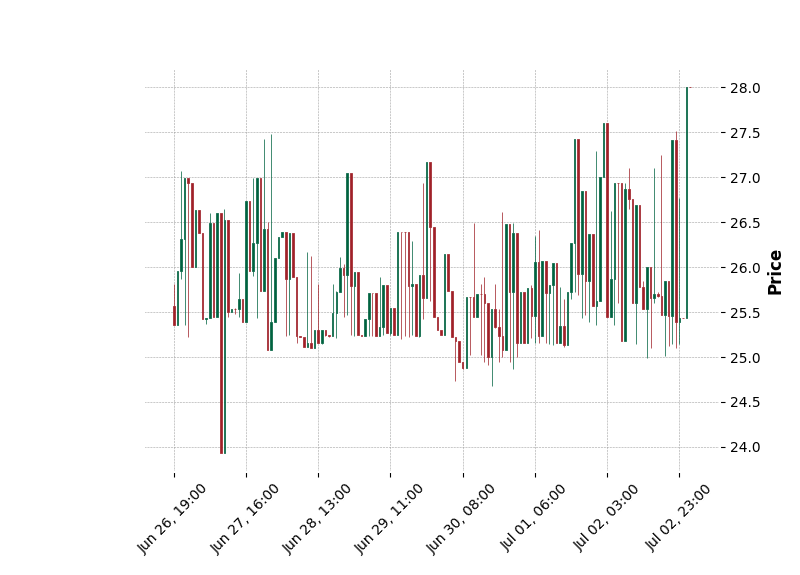 28.0
27.5
27.0
26.5
26.0
25.5
25.0
24.5
24.0
Price
Jun 26, 19:00
Jun 27, 16:00
Jun 28, 13:00
Jun 29, 11:00
Jun 30, 08:00
Jul 01, 06:00
Jul 02, 03:00
Jul 02, 23:00